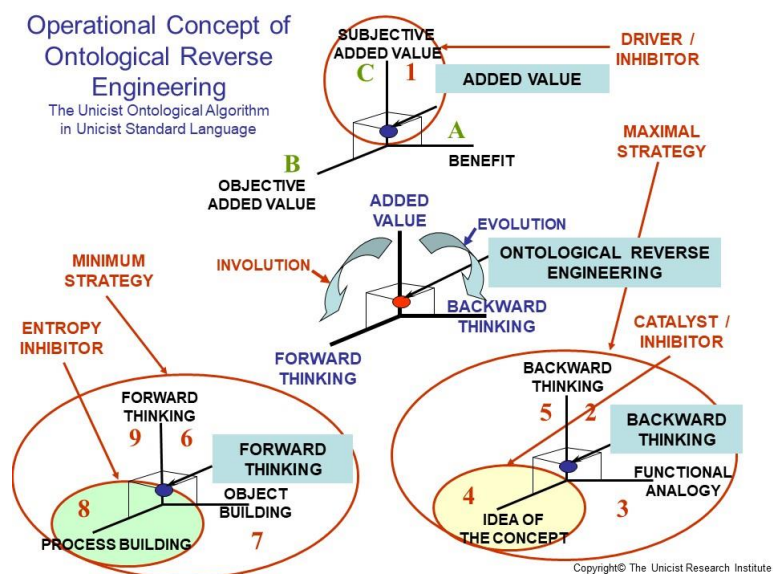 Operational Concept of
Ontological Reverse
Engineering
The Unicist Ontological Algorithm
in Unicist Standard Language
SUBJECTIVE
ADDED VALUE
C
1
ADDED VALUE
DRIVER /
INHIBITOR
A
B
BENEFIT
OBJECTIVE
ADDED VALUE
MAXIMAL
STRATEGY
ADDED
VALUE
EVOLUTION
INVOLUTION
ONTOLOGICAL REVERSE
ENGINEERING
BACKWARD
THINKING
FORWARD
THINKING
MINIMUM
STRATEGY
ENTROPY
INHIBITOR
CATALYST /
INHIBITOR
FORWARD
THINKING
9
6
FORWARD
THINKING
8
OBJECT
BUILDING
PROCESS BUILDING
7
BACKWARD
THINKING
5
2
BACKWARD
THINKING
FUNCTIONAL
ANALOGY
4
3
IDEA OF
THE CONCEPT
Copyright© The Unicist Research Institute